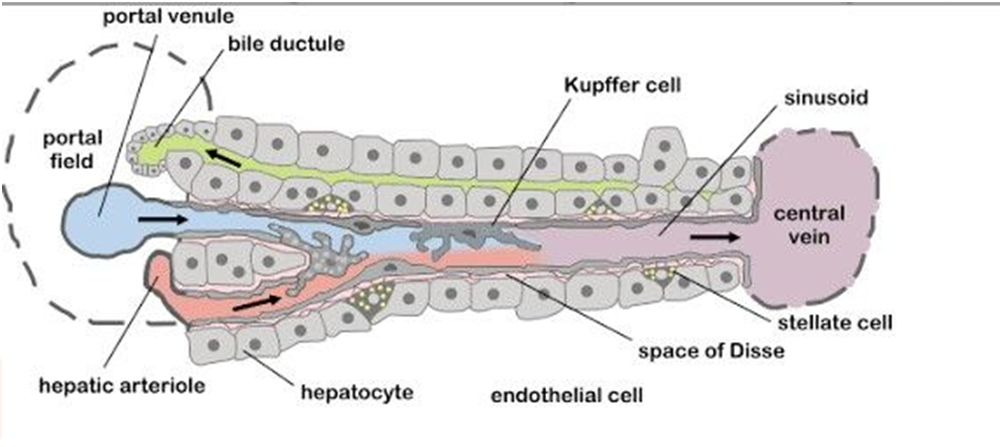 portal venule
bile ductule
Kupffer cell
sinusoid
portal
field
central
vein
stellate cell
space of Disse
hepatic arteriole
hepatocyte
endothelial cell